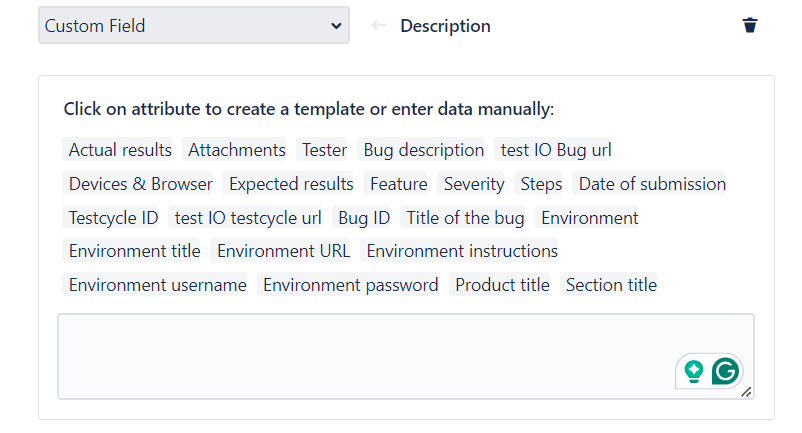 Custom Field Description
Click on attribute to create a template or enter data manually:
Actual results Attachments Tester Bug description test IO Bug url
Devices & Browser Expected results Feature Severity Steps Date of submission
Testcycle ID test IO testcycle url Bug ID Title of the bug Environment
Environment title Environment URL Environment instructions
Environment username Environment password Product title Section title